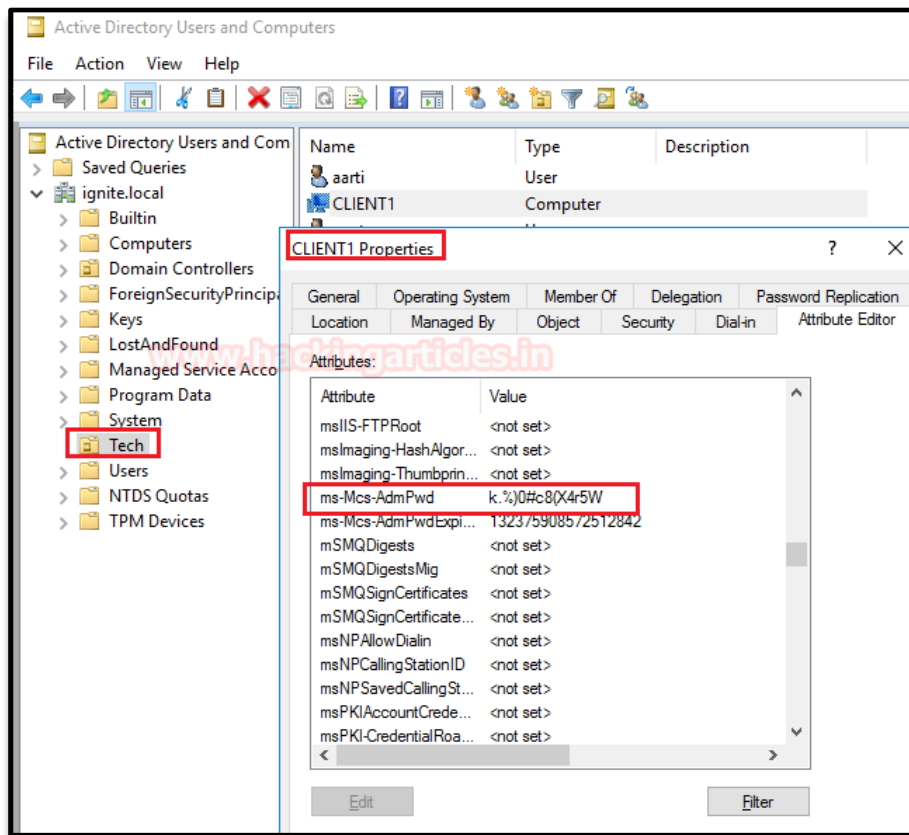 Active Directory Users and Computers
File Action View Help
Active Directory Users and Com
Saved Queries
ignite.local
Builtin
Computers
Domain Controllers
ForeignSecurityPrincipa
Keys
LostAndFound
Managed Service Acco
Program Data
System
Tech
Users
NTDS Quotas
TPM Devices
Name Type Description
aarti User
CLIENT1 Computer
CLIENT1 Properties ?
General Operating System Member Of Delegation Password Replication
Location Managed By Object Security Dial-in Attribute Editor
www.hackingarticles.in
Attributes:
Attribute Value
msIIS-FTPRoot <not set>
msImaging-HashAlgor... <not set>
msImaging-Thumbprin... <not set>
ms-Mcs-AdmPwd k.%)0#c8(X4r5W
ms-Mcs-AdmPwdExpi... 132375908572512842
mSMQDigests <not set>
mSMQDigestsMig <not set>
mSMQSignCertificates <not set>
mSMQSignCertificate... <not set>
msNPAllowDialin <not set>
msNPCallingStationID <not set>
msNPSavedCallingSt... <not set>
msPKIAccountCrede... <not set>
msPKI-CredentialRoa... <not set>
Edit Filter